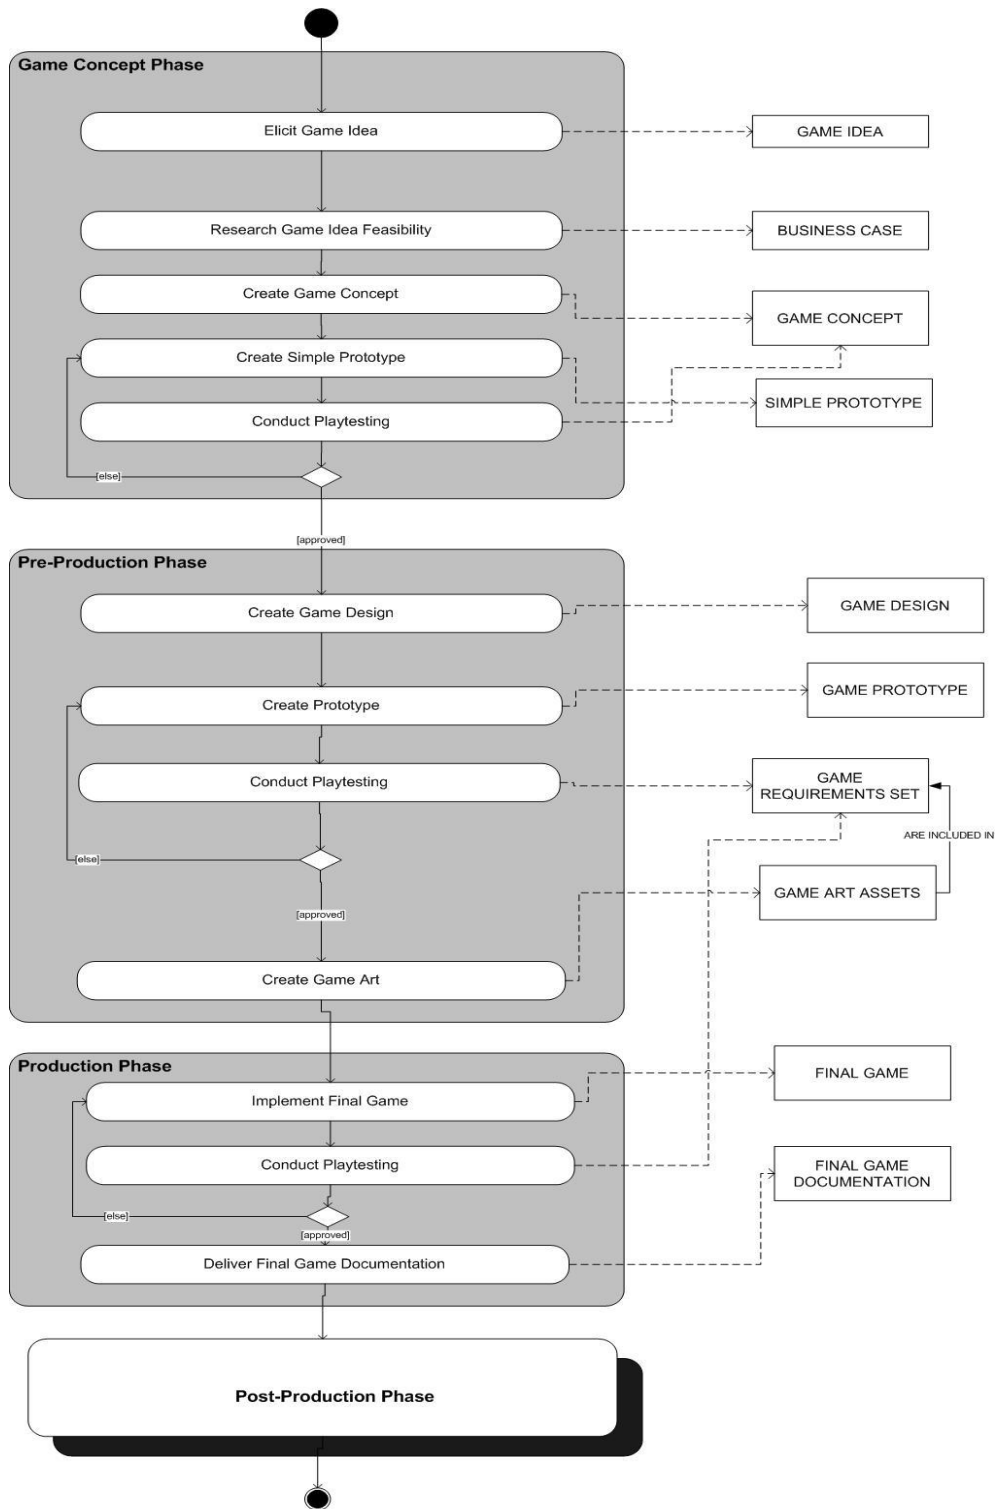 Game Concept Phase
Elicit Game Idea
GAME IDEA
Research Game Idea Feasibility
BUSINESS CASE
Create Game Concept
GAME CONCEPT
Create Simple Prototype
SIMPLE PROTOTYPE
Conduct Playtesting
[else]
[approved]
Pre-Production Phase
Create Game Design
GAME DESIGN
Create Prototype
GAME PROTOTYPE
Conduct Playtesting
GAME
REQUIREMENTS SET
ARE INCLUDED IN
[else]
GAME ART ASSETS
[approved]
Create Game Art
Production Phase
Implement Final Game
FINAL GAME
Conduct Playtesting
FINAL GAME
DOCUMENTATION
[else]
[approved]
Deliver Final Game Documentation
Post-Production Phase